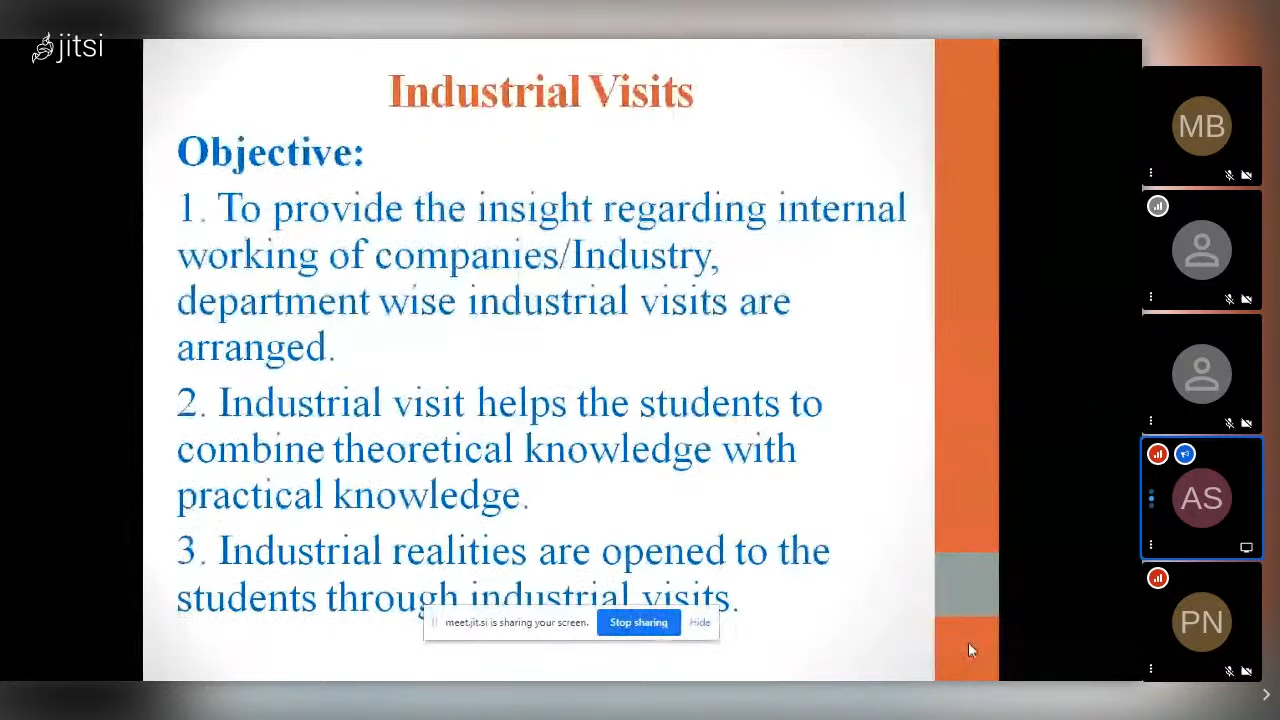 jitsi
Industrial Visits
Objective:
1. To provide the insight regarding internal
working of companies/Industry,
department wise industrial visits are
arranged.
2. Industrial visit helps the students to
combine theoretical knowledge with
practical knowledge.
3. Industrial realities are opened to the
students through industrial visits.
meet.jit.si is sharing your screen.
Stop sharing
Hide
MB
AS
PN